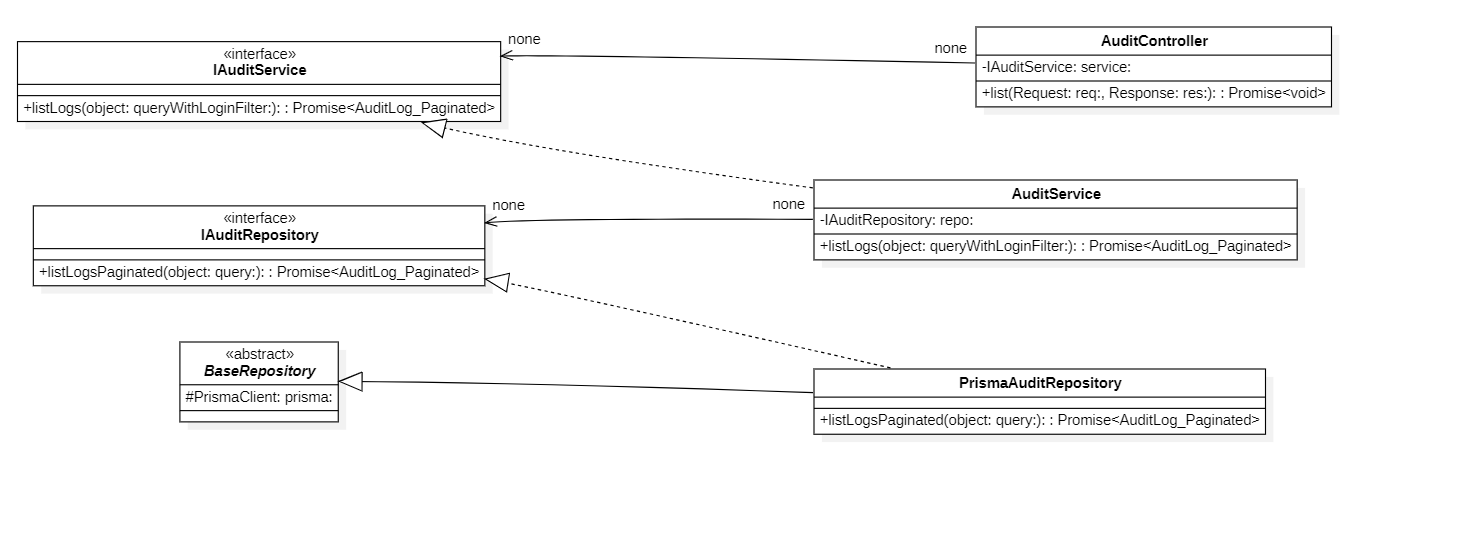 «interface»
IAuditService
+listLogs(object: queryWithLoginFilter:): : Promise<AuditLog_Paginated>
none
none
AuditController
-IAuditService: service:
+list(Request: req:, Response: res:): : Promise<void>
«interface»
IAuditRepository
+listLogsPaginated(object: query:): : Promise<AuditLog_Paginated>
none
none
AuditService
-IAuditRepository: repo:
+listLogs(object: queryWithLoginFilter:): : Promise<AuditLog_Paginated>
«abstract»
BaseRepository
#PrismaClient: prisma:
PrismaAuditRepository
+listLogsPaginated(object: query:): : Promise<AuditLog_Paginated>